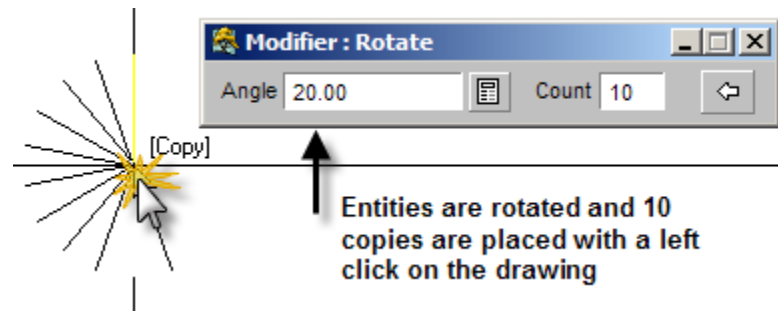 Modifier : Rotate
Angle 20.00 Count 10
[Copy]
Entities are rotated and 10
copies are placed with a left
click on the drawing